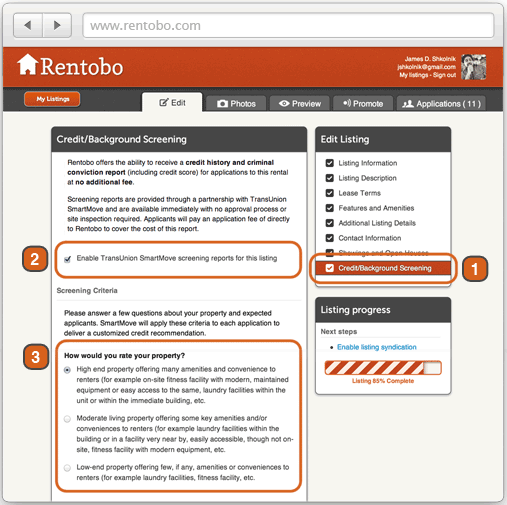 www.rentobo.com
Rentobo
James D. Shkolnik
jshkolnik@gmail.com
My listings - Sign out
My Listings
Edit
Photos
Preview
Promote
Applications ( 11 )
Credit/Background Screening
Rentobo offers the ability to receive a credit history and criminal
conviction report (including credit score) for applications to this rental
at no additional fee.
Screening reports are provided through a partnership with TransUnion
SmartMove and are available immediately with no approval process or
site inspection required. Applicants will pay an application fee directly
to Rentobo to cover the cost of this report.
2
Enable TransUnion SmartMove screening reports for this listing
Screening Criteria
Please answer a few questions about your property and expected
applicants. SmartMove will apply these criteria to each application to
deliver a customized credit recommendation.
3
How would you rate your property?
High end property offering many amenities and convenience to
renters (for example on-site fitness facility with modern, maintained
equipment or easy access to the same, laundry facilities within the
unit or within the immediate building, etc.
Moderate living property offering some key amenities and/or
conveniences to renters (for example laundry facilities within the
building or in a facility very near by, easily accessible, though not on-
site, fitness facility with modern equipment, etc.
Low-end property offering few, if any, amenities or conveniences to
renters (for example laundry facilities, fitness facility, etc.
Edit Listing
Listing Information
Listing Description
Lease Terms
Features and Amenities
Additional Listing Details
Contact Information
Showings and Open Houses
Credit/Background Screening
1
Listing progress
Next steps
Enable listing syndication
Listing 85% Complete